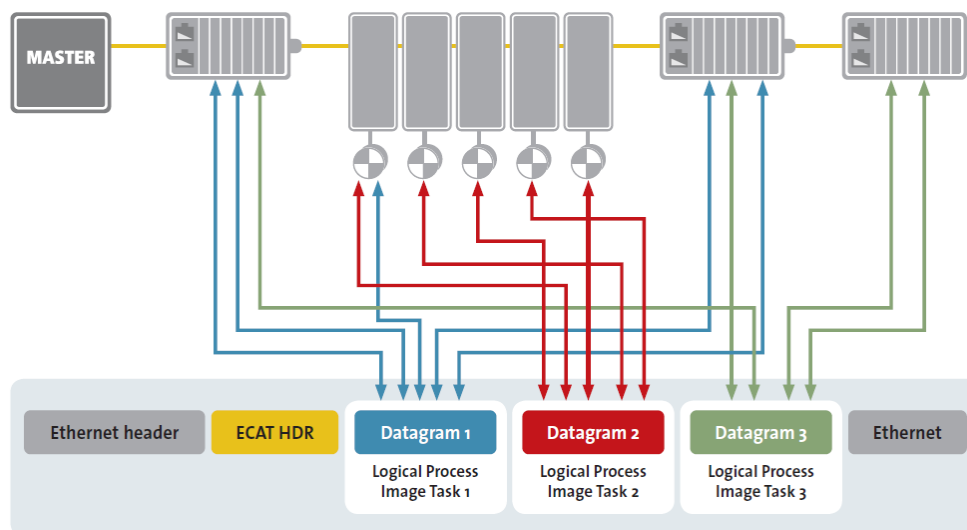 MASTER
Ethernet header
ECAT HDR
Datagram 1
Datagram 2
Datagram 3
Ethernet
Logical Process
Image Task 1
Logical Process
Image Task 2
Logical Process
Image Task 3